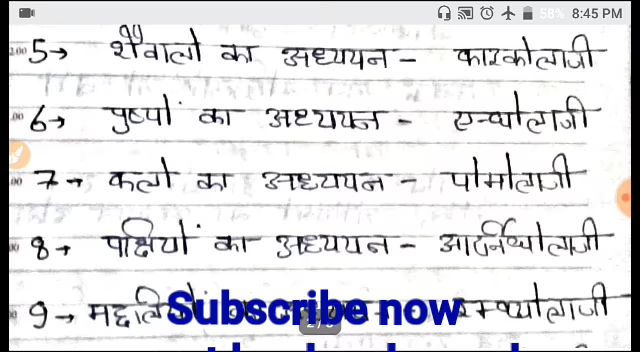 58% 8:45 PM
5→ शैवालो का अध्ययन - फाइकोलाजी
6→ पुष्पों का अध्ययन - एन्थोलाजी
7→ फलो का अध्ययन - पोमोलाजी
8→ पक्षियों का अध्ययन - आर्निथोलाजी
9→
Subscribe now